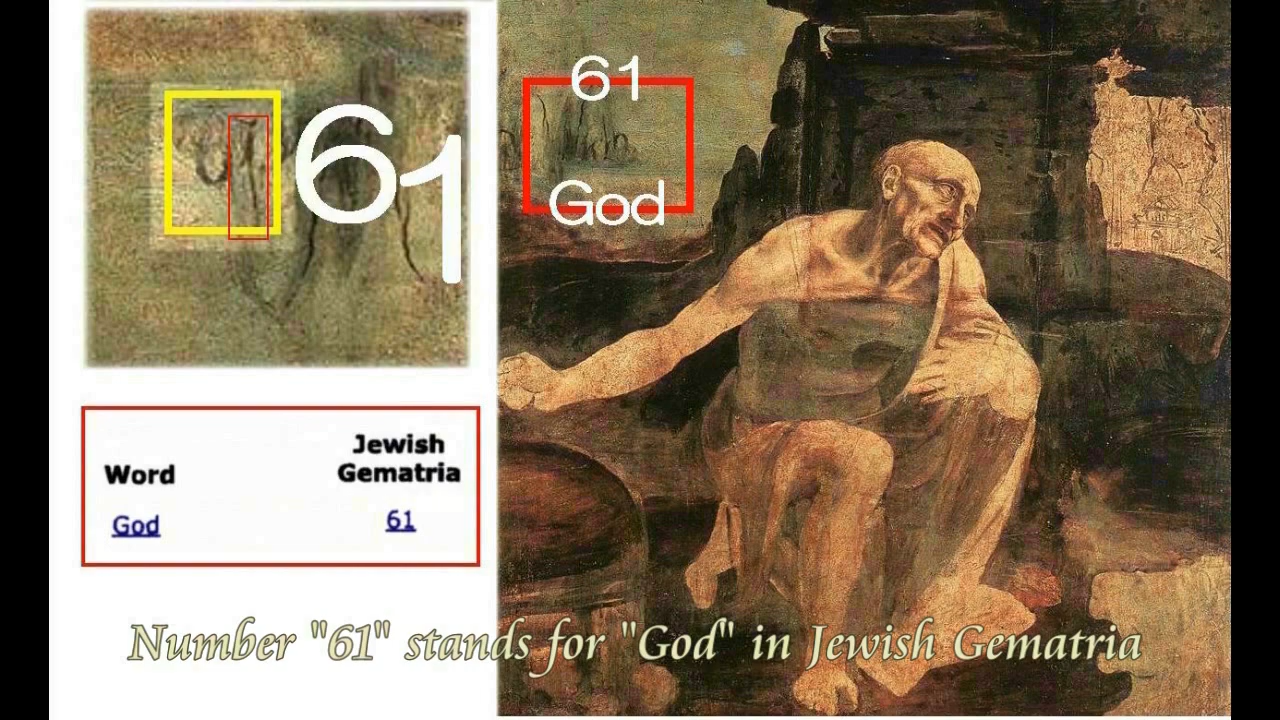 61
61
God
Word
Jewish
Gematria
God
61
Number "61" stands for "God" in Jewish Gematria